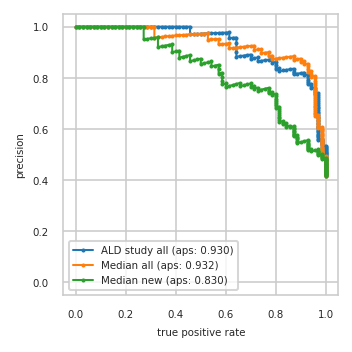 1.0
0.8
0.6
0.4
0.2
0.0
precision
ALD study all (aps: 0.930)
Median all (aps: 0.932)
Median new (aps: 0.830)
0.0 0.2 0.4 0.6 0.8 1.0
true positive rate